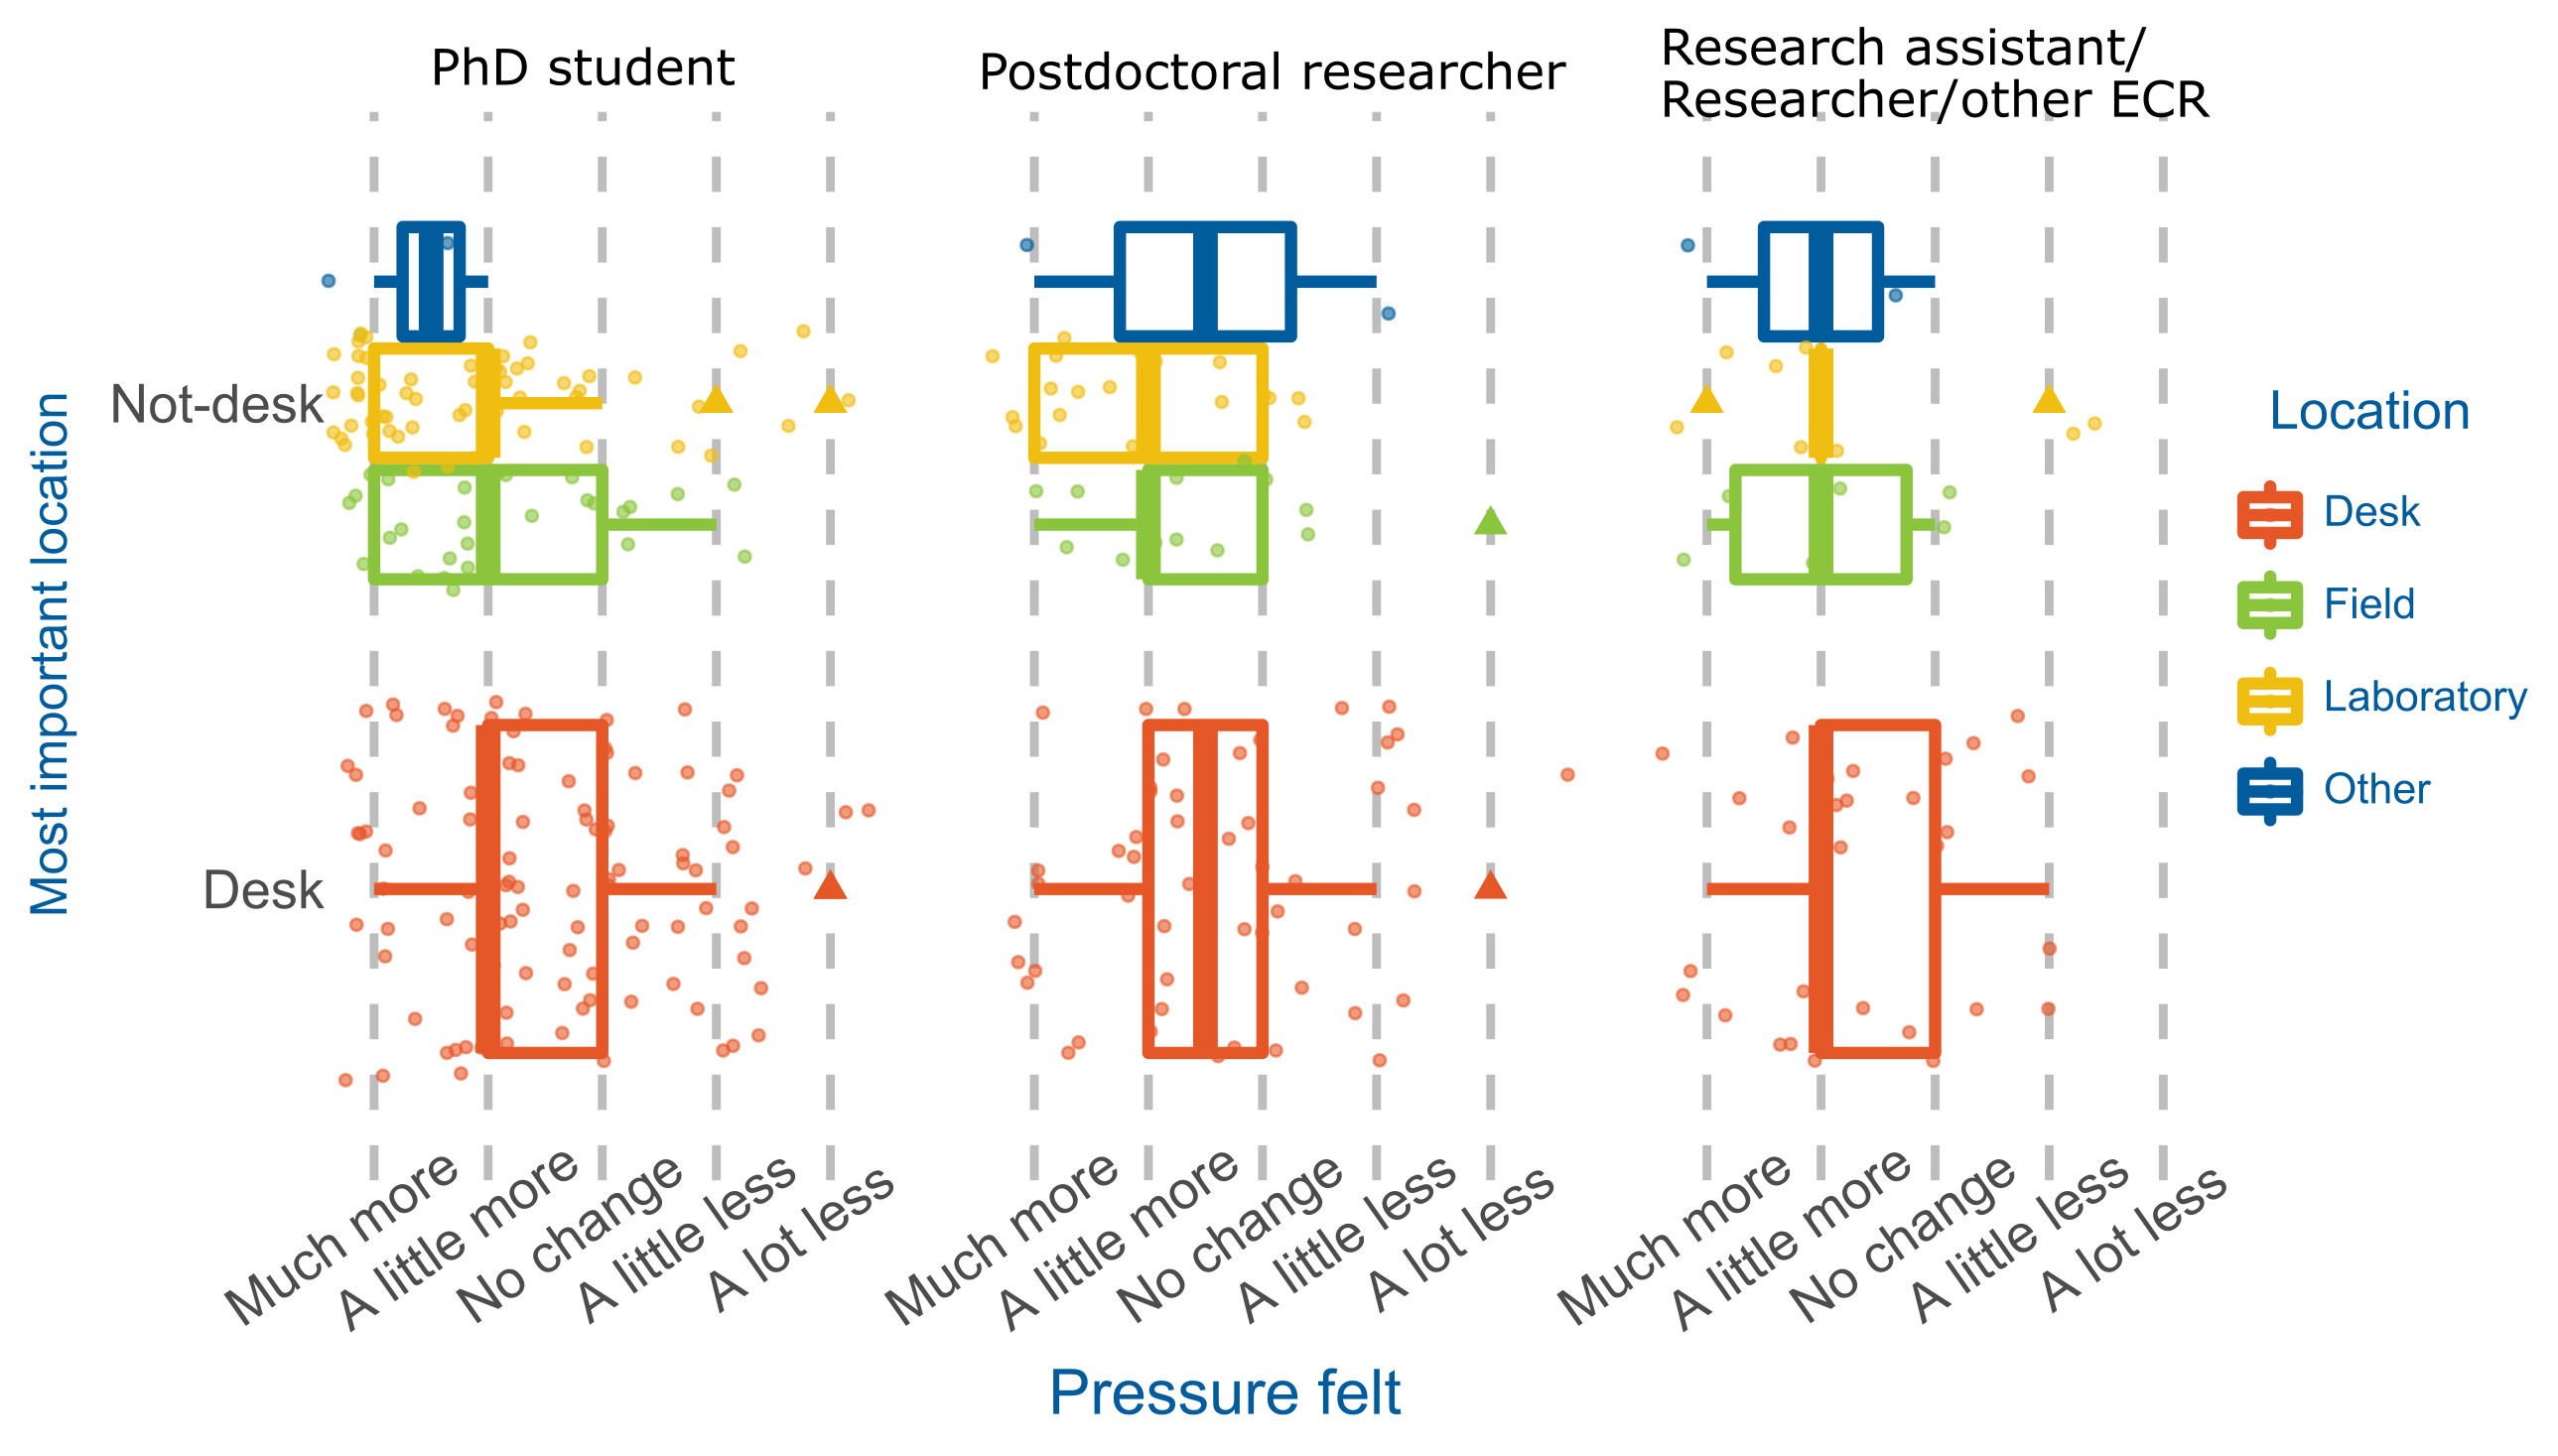 PhD student
Postdoctoral researcher
Research assistant/
Researcher/other ECR
Most important location
Not-desk
Desk
Location
Desk
Field
Laboratory
Other
Much more
A little more
No change
A little less
A lot less
Much more
A little more
No change
A little less
A lot less
Much more
A little more
No change
A little less
A lot less
Pressure felt